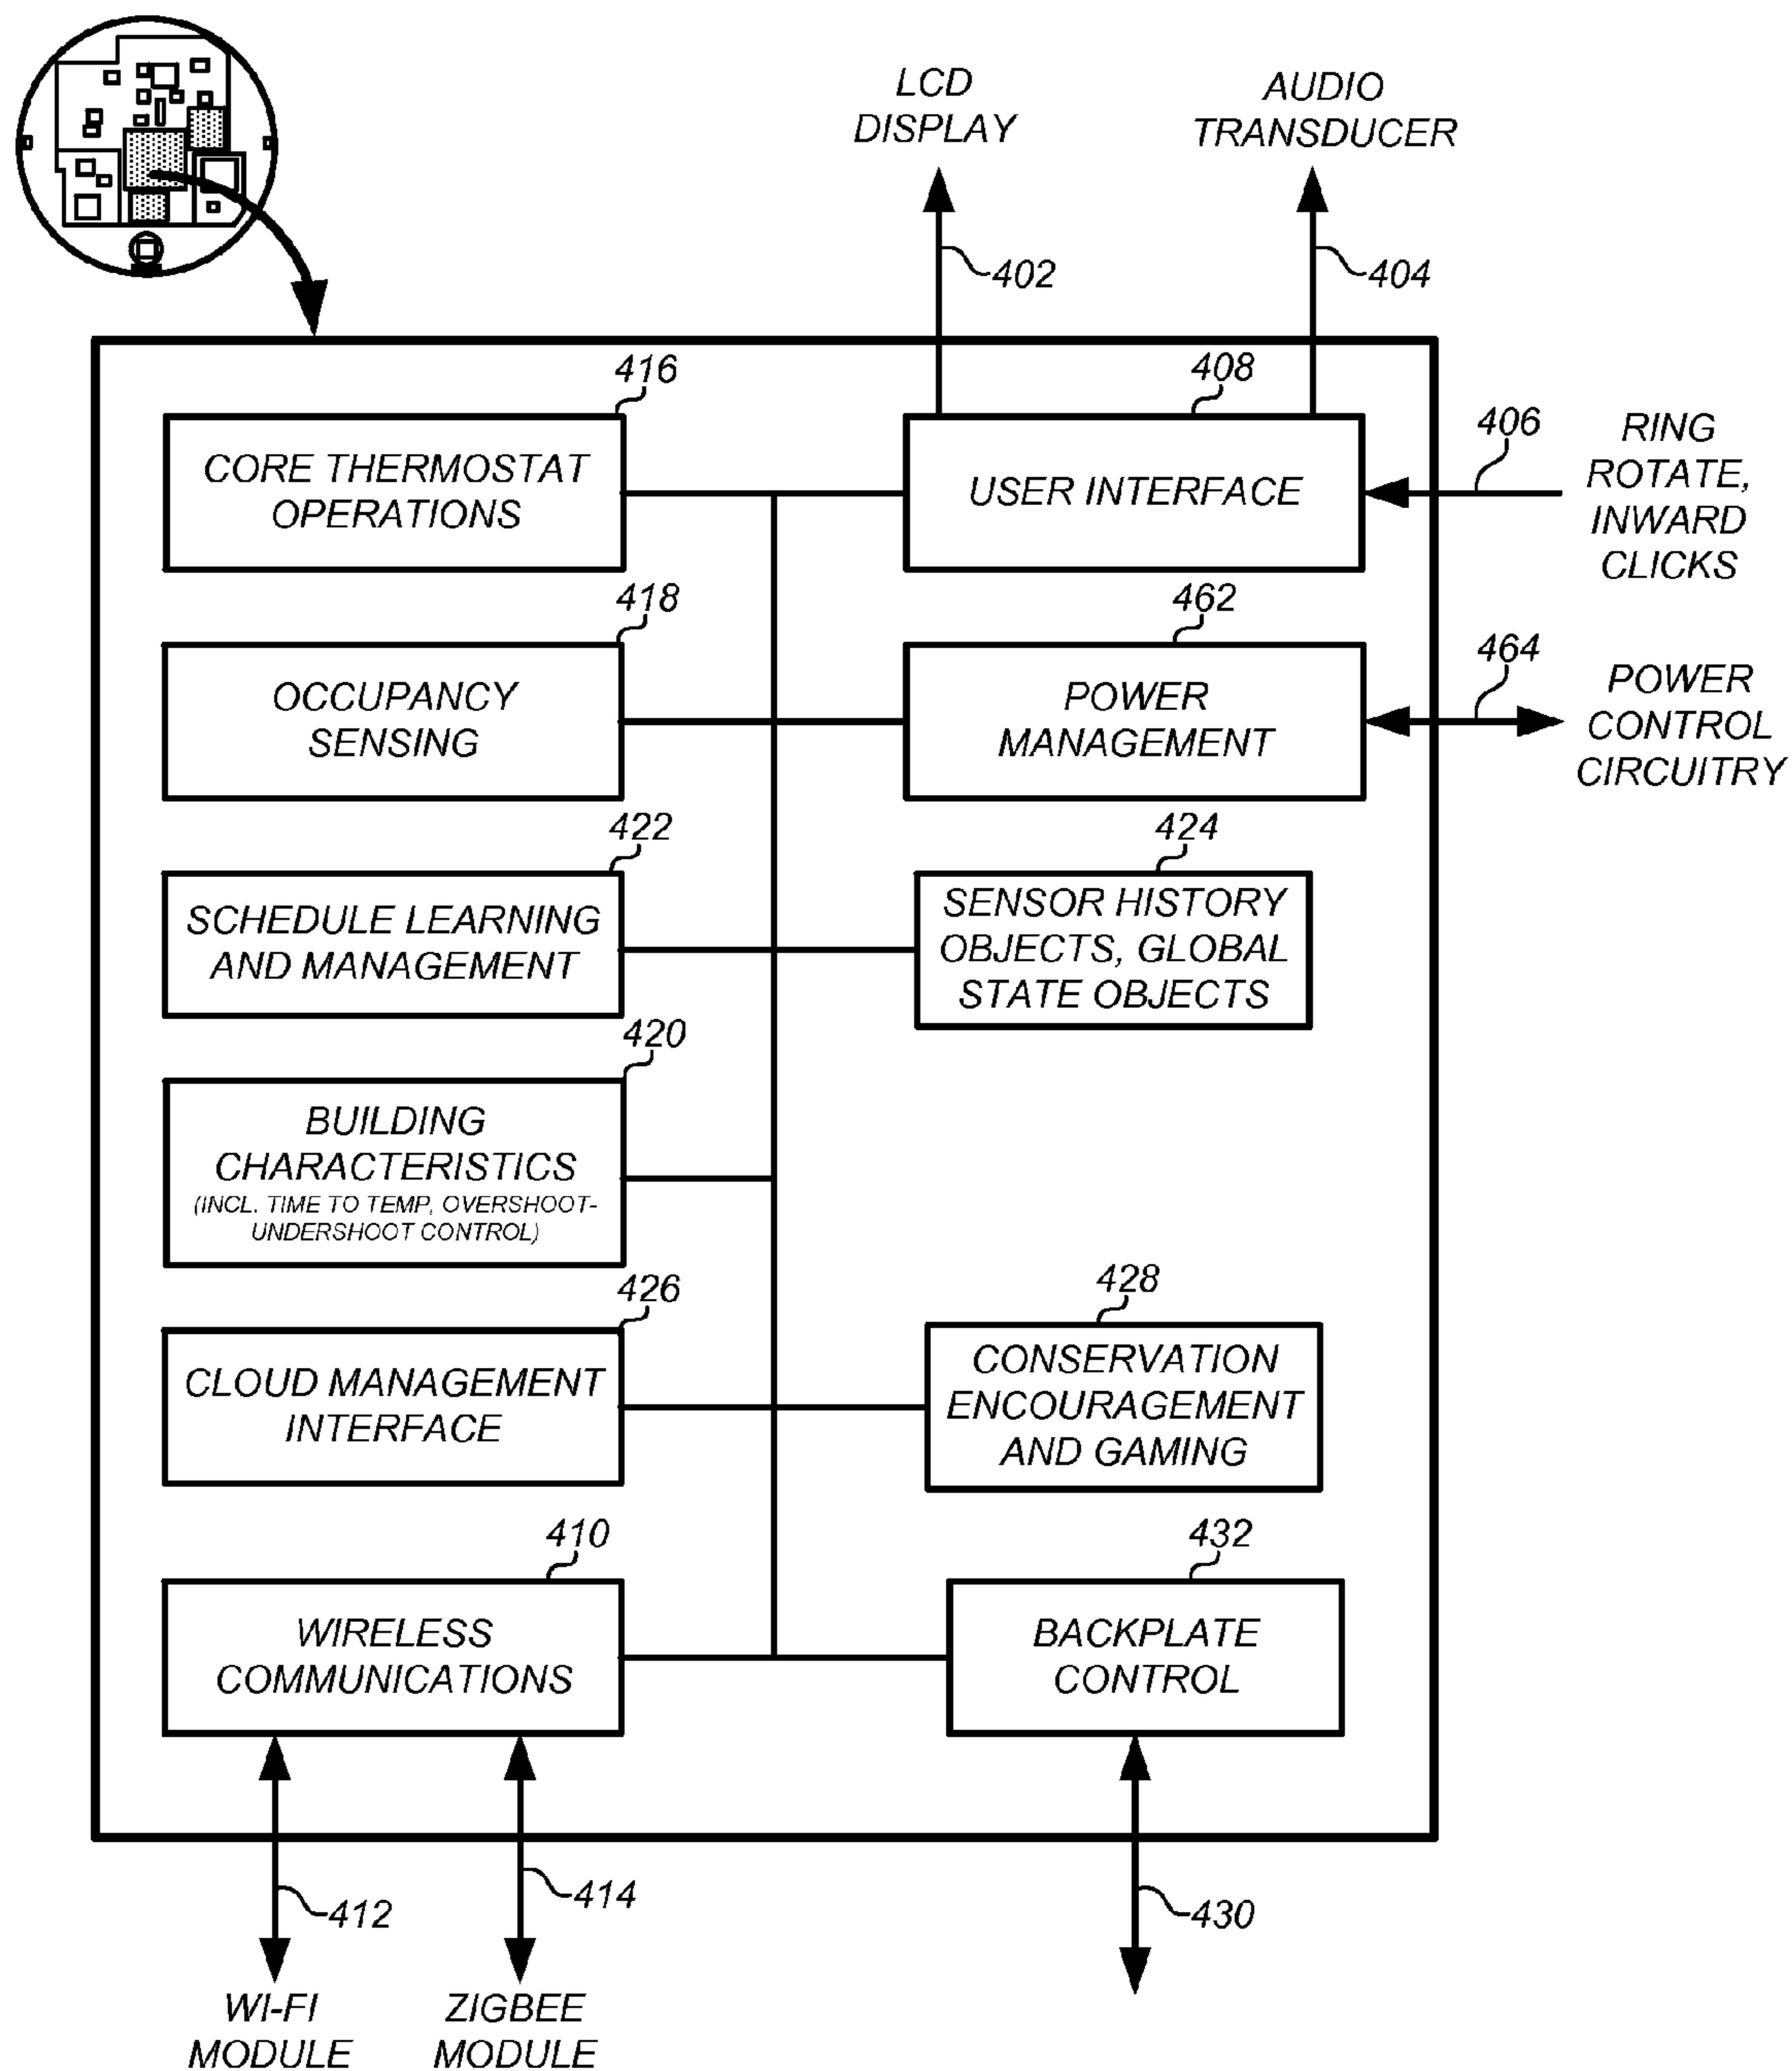 LCD
DISPLAY
AUDIO
TRANSDUCER
402
404
416
408
406
RING
ROTATE,
INWARD
CLICKS
CORE THERMOSTAT
OPERATIONS
USER INTERFACE
418
462
464
POWER
CONTROL
CIRCUITRY
OCCUPANCY
SENSING
POWER
MANAGEMENT
422
424
SCHEDULE LEARNING
AND MANAGEMENT
SENSOR HISTORY
OBJECTS, GLOBAL
STATE OBJECTS
420
BUILDING
CHARACTERISTICS
(INCL. TIME TO TEMP, OVERSHOOT-
UNDERSHOOT CONTROL)
426
428
CLOUD MANAGEMENT
INTERFACE
CONSERVATION
ENCOURAGEMENT
AND GAMING
410
432
WIRELESS
COMMUNICATIONS
BACKPLATE
CONTROL
412
414
430
WI-FI
MODULE
ZIGBEE
MODULE